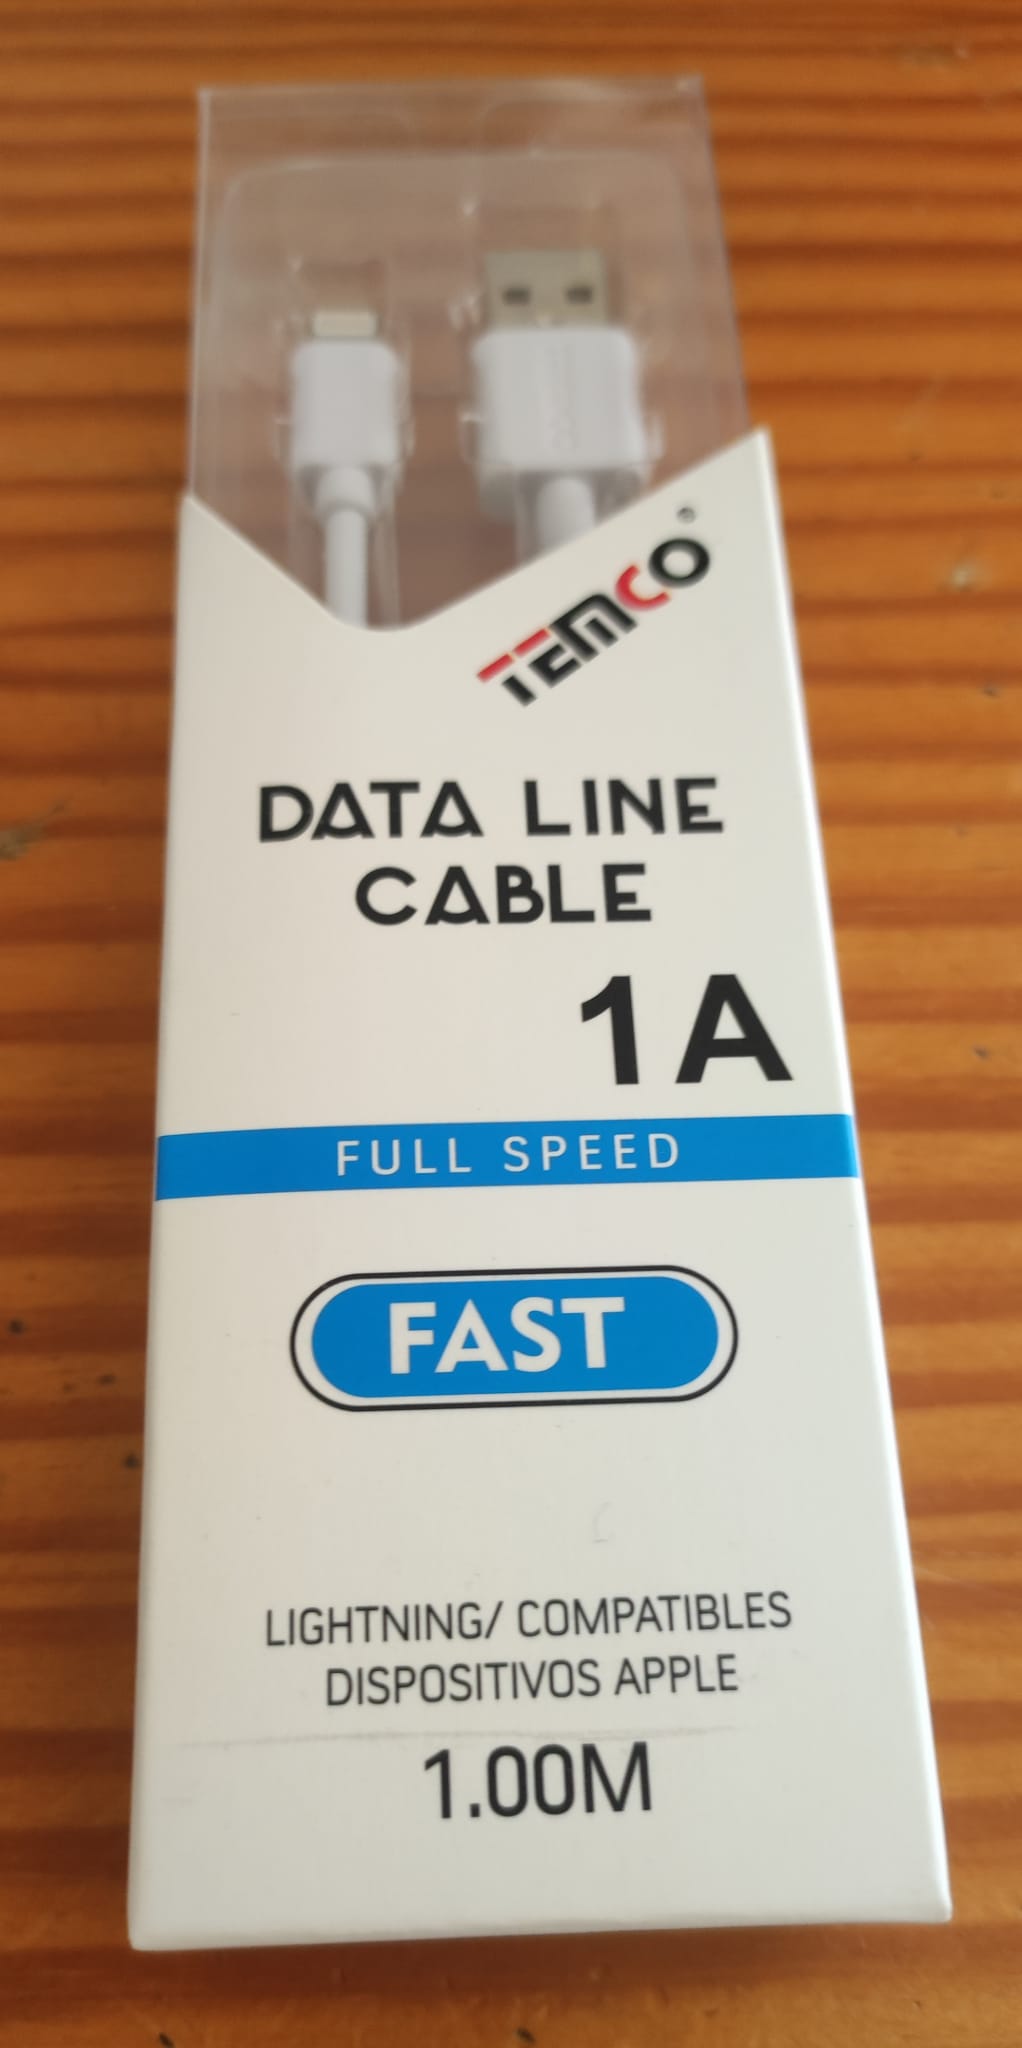 TEMCO®
DATA LINE
CABLE
1A
FULL SPEED
FAST
LIGHTNING/ COMPATIBLES
DISPOSITIVOS APPLE
1.00M